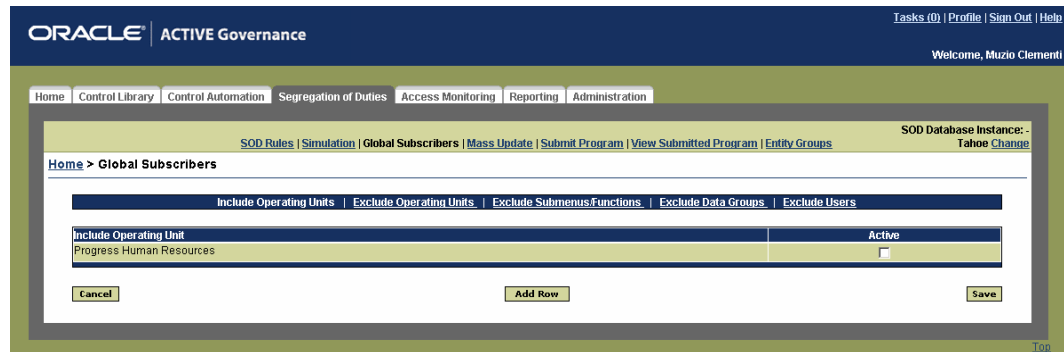 Tasks (0) | Profile | Sign Out | Help
ORACLE® | ACTIVE Governance
Welcome, Muzio Clementi
Home | Control Library | Control Automation | Segregation of Duties | Access Monitoring | Reporting | Administration
SOD Database Instance: -
SOD Rules | Simulation | Global Subscribers | Mass Update | Submit Program | View Submitted Program | Entity Groups
Tahoe Change
Home > Global Subscribers
Include Operating Units | Exclude Operating Units | Exclude Submenus/Functions | Exclude Data Groups | Exclude Users
Include Operating Unit Active
Progress Human Resources
Cancel Add Row Save
Top